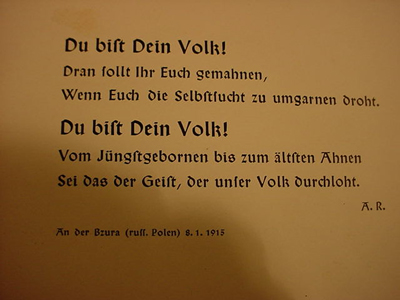 Du biſt Dein Volk!
Dran ſollt Ihr Euch gemahnen,
Wenn Euch die Selbſtſucht zu umgarnen droht.
Du biſt Dein Volk!
Vom Jüngſtgebornen bis zum ältſten Ahnen
Sei das der Geiſt, der unſer Volk durchloht.
A. R.
An der Bzura (ruſſ. Polen) 8. 1. 1915